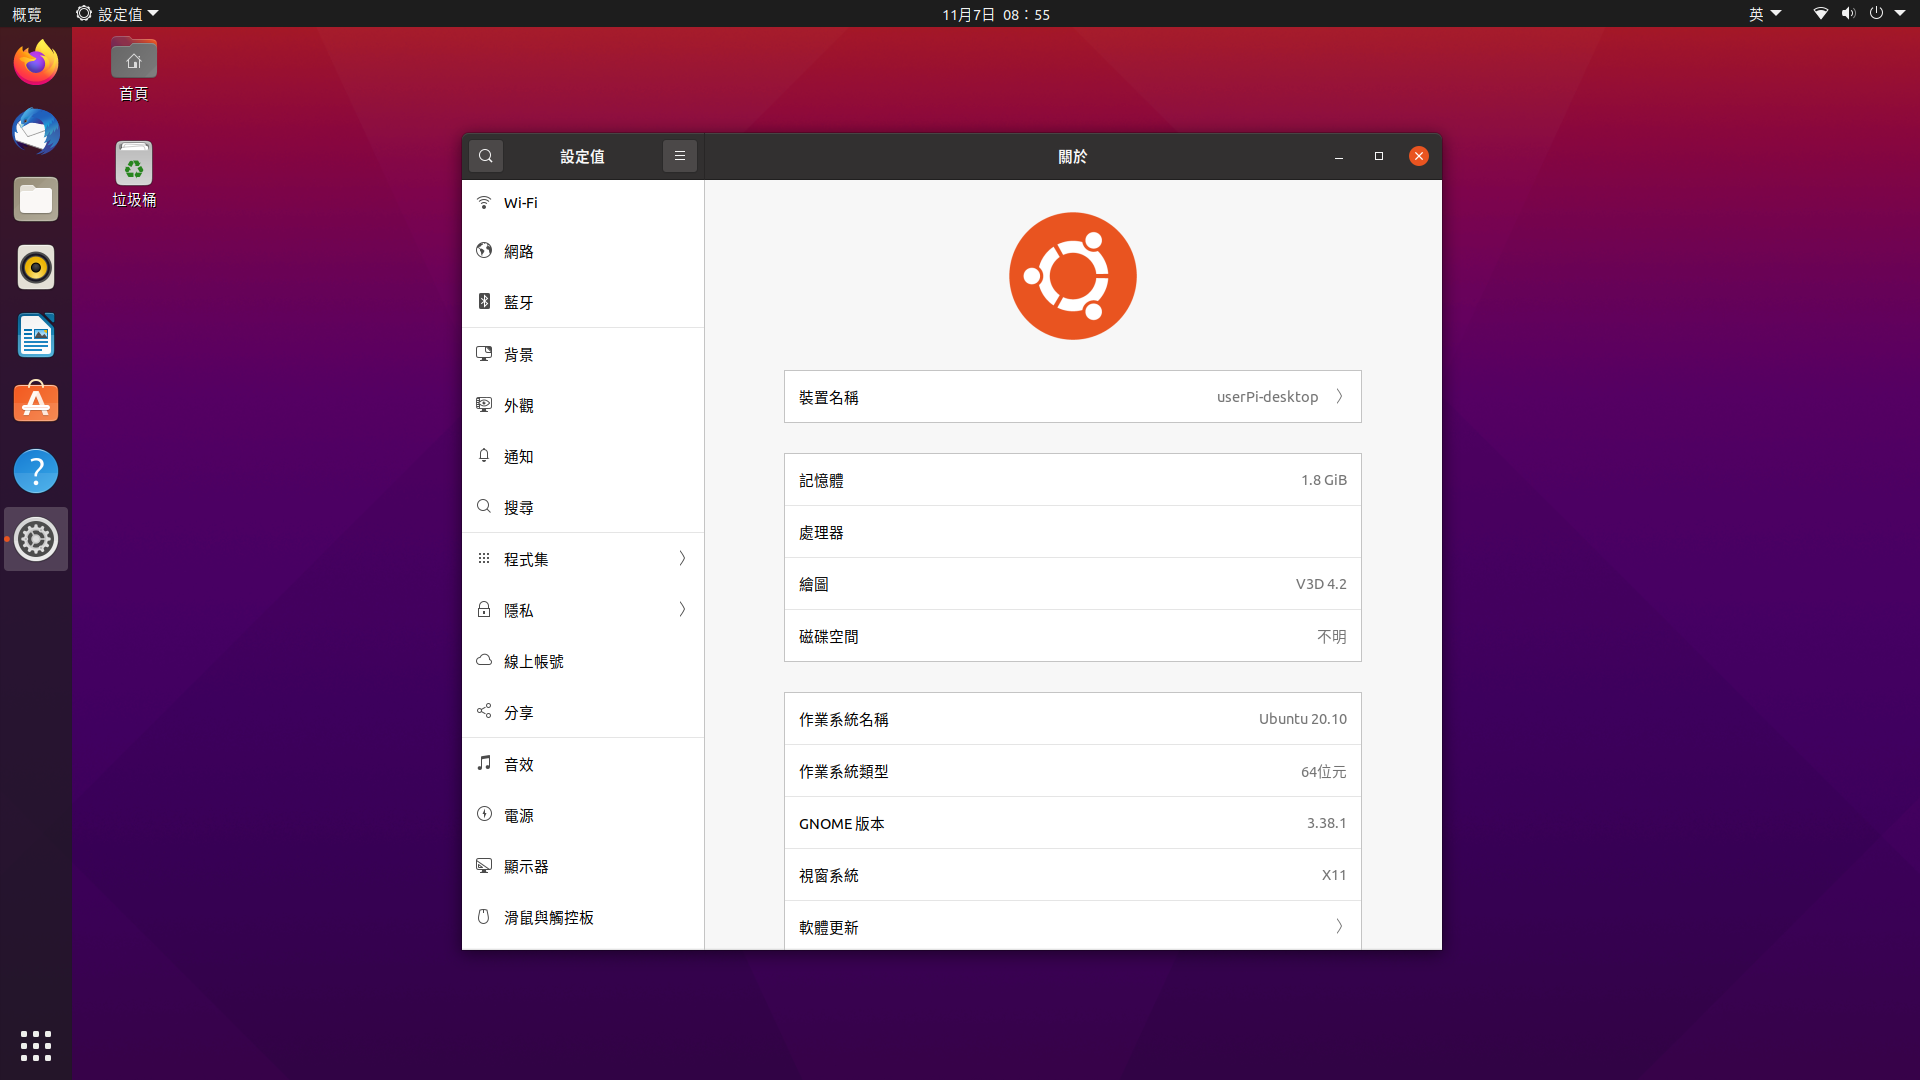 概覽
設定值
11月7日 08：55
英
首頁
垃圾桶
設定值
關於
Wi-Fi
網路
藍牙
背景
外觀
通知
搜尋
程式集
隱私
線上帳號
分享
音效
電源
顯示器
滑鼠與觸控板
裝置名稱 userPi-desktop
記憶體 1.8 GiB
處理器
繪圖 V3D 4.2
磁碟空間 不明
作業系統名稱 Ubuntu 20.10
作業系統類型 64位元
GNOME 版本 3.38.1
視窗系統 X11
軟體更新